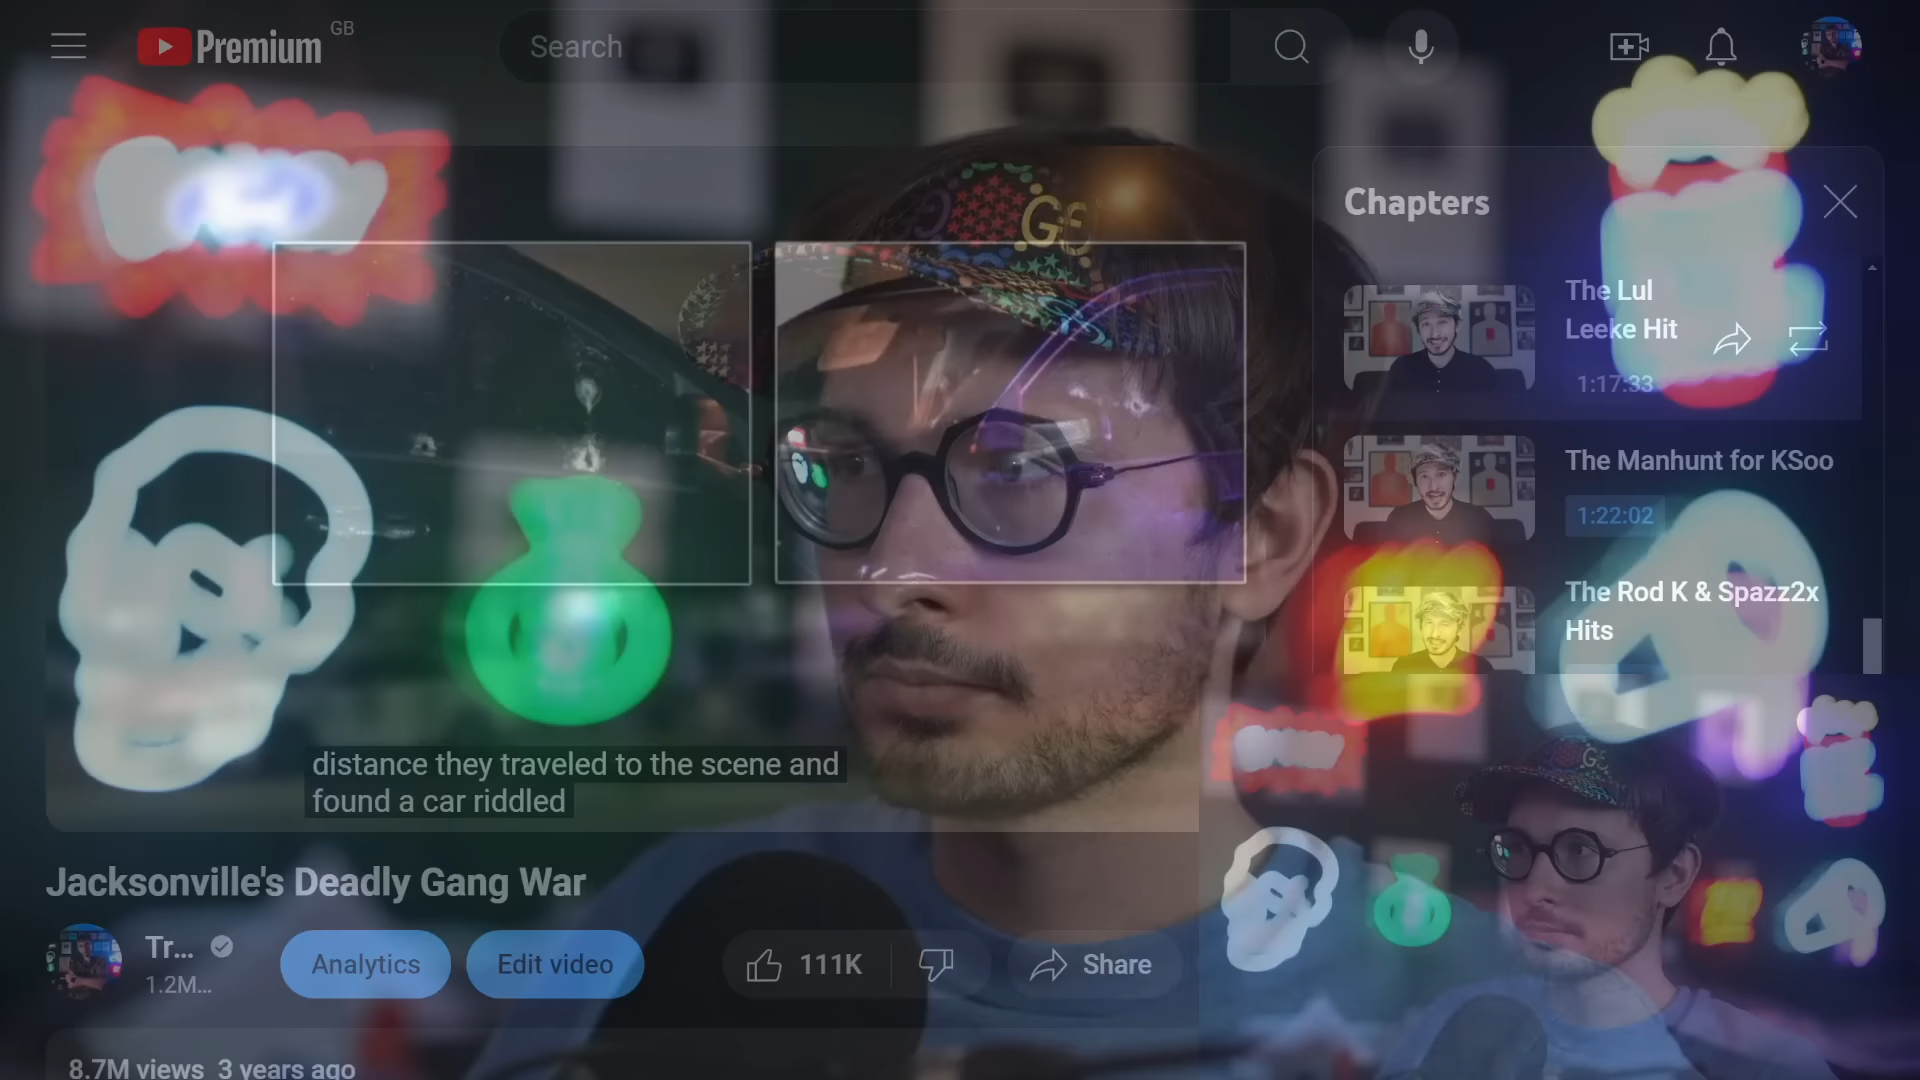 Premium GB
Search
Chapters
The Lul
Leeke Hit
1:17:33
The Manhunt for KSoo
1:22:02
The Rod K & Spazz2x
Hits
distance they traveled to the scene and
found a car riddled
Jacksonville's Deadly Gang War
Tr...
1.2M...
Analytics
Edit video
111K
Share
8.7M views 3 years ago